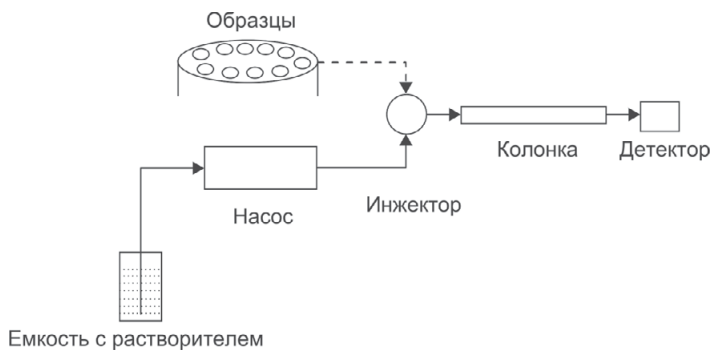 Образцы
Колонка
Детектор
Насос
Инжектор
Емкость с растворителем